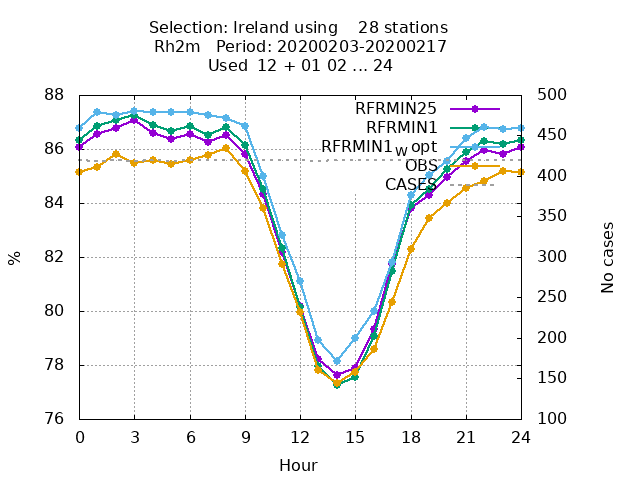 Selection: Ireland using    28 stations
Rh2m   Period: 20200203-20200217
Used  12 + 01 02 ... 24
88
86
84
82
80
78
76
%
500
450
400
350
300
250
200
150
100
No cases
RFRMIN25
RFRMIN1
RFRMIN1w opt
OBS
CASES
0 3 6 9 12 15 18 21 24
Hour